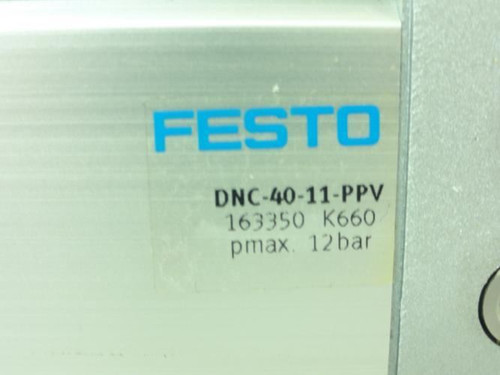 FESTO
DNC-40-11-PPV
163350 K660
pmax. 12bar